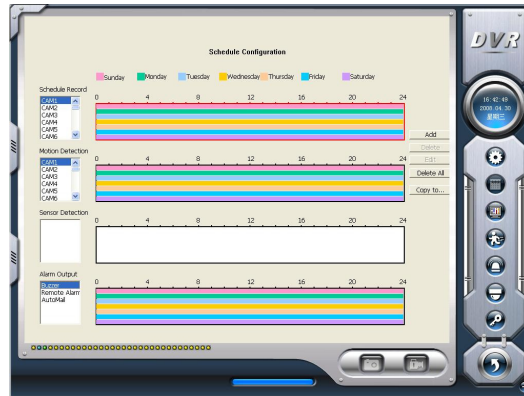 DVR
Schedule Configuration
Sunday Monday Tuesday Wednesday Thursday Friday Saturday
Schedule Record
0 4 8 12 16 20 24
CAM1
CAM2
CAM3
CAM4
CAM5
CAM6
16:42:49
2008 04 30
星期三
Add
Delete
Edit
Delete All
Copy to...
Motion Detection
0 4 8 12 16 20 24
CAM1
CAM2
CAM3
CAM4
CAM5
CAM6
Sensor Detection
0 4 8 12 16 20 24
Alarm Output
0 4 8 12 16 20 24
Buzzer
Remote Alarm
AutoMail